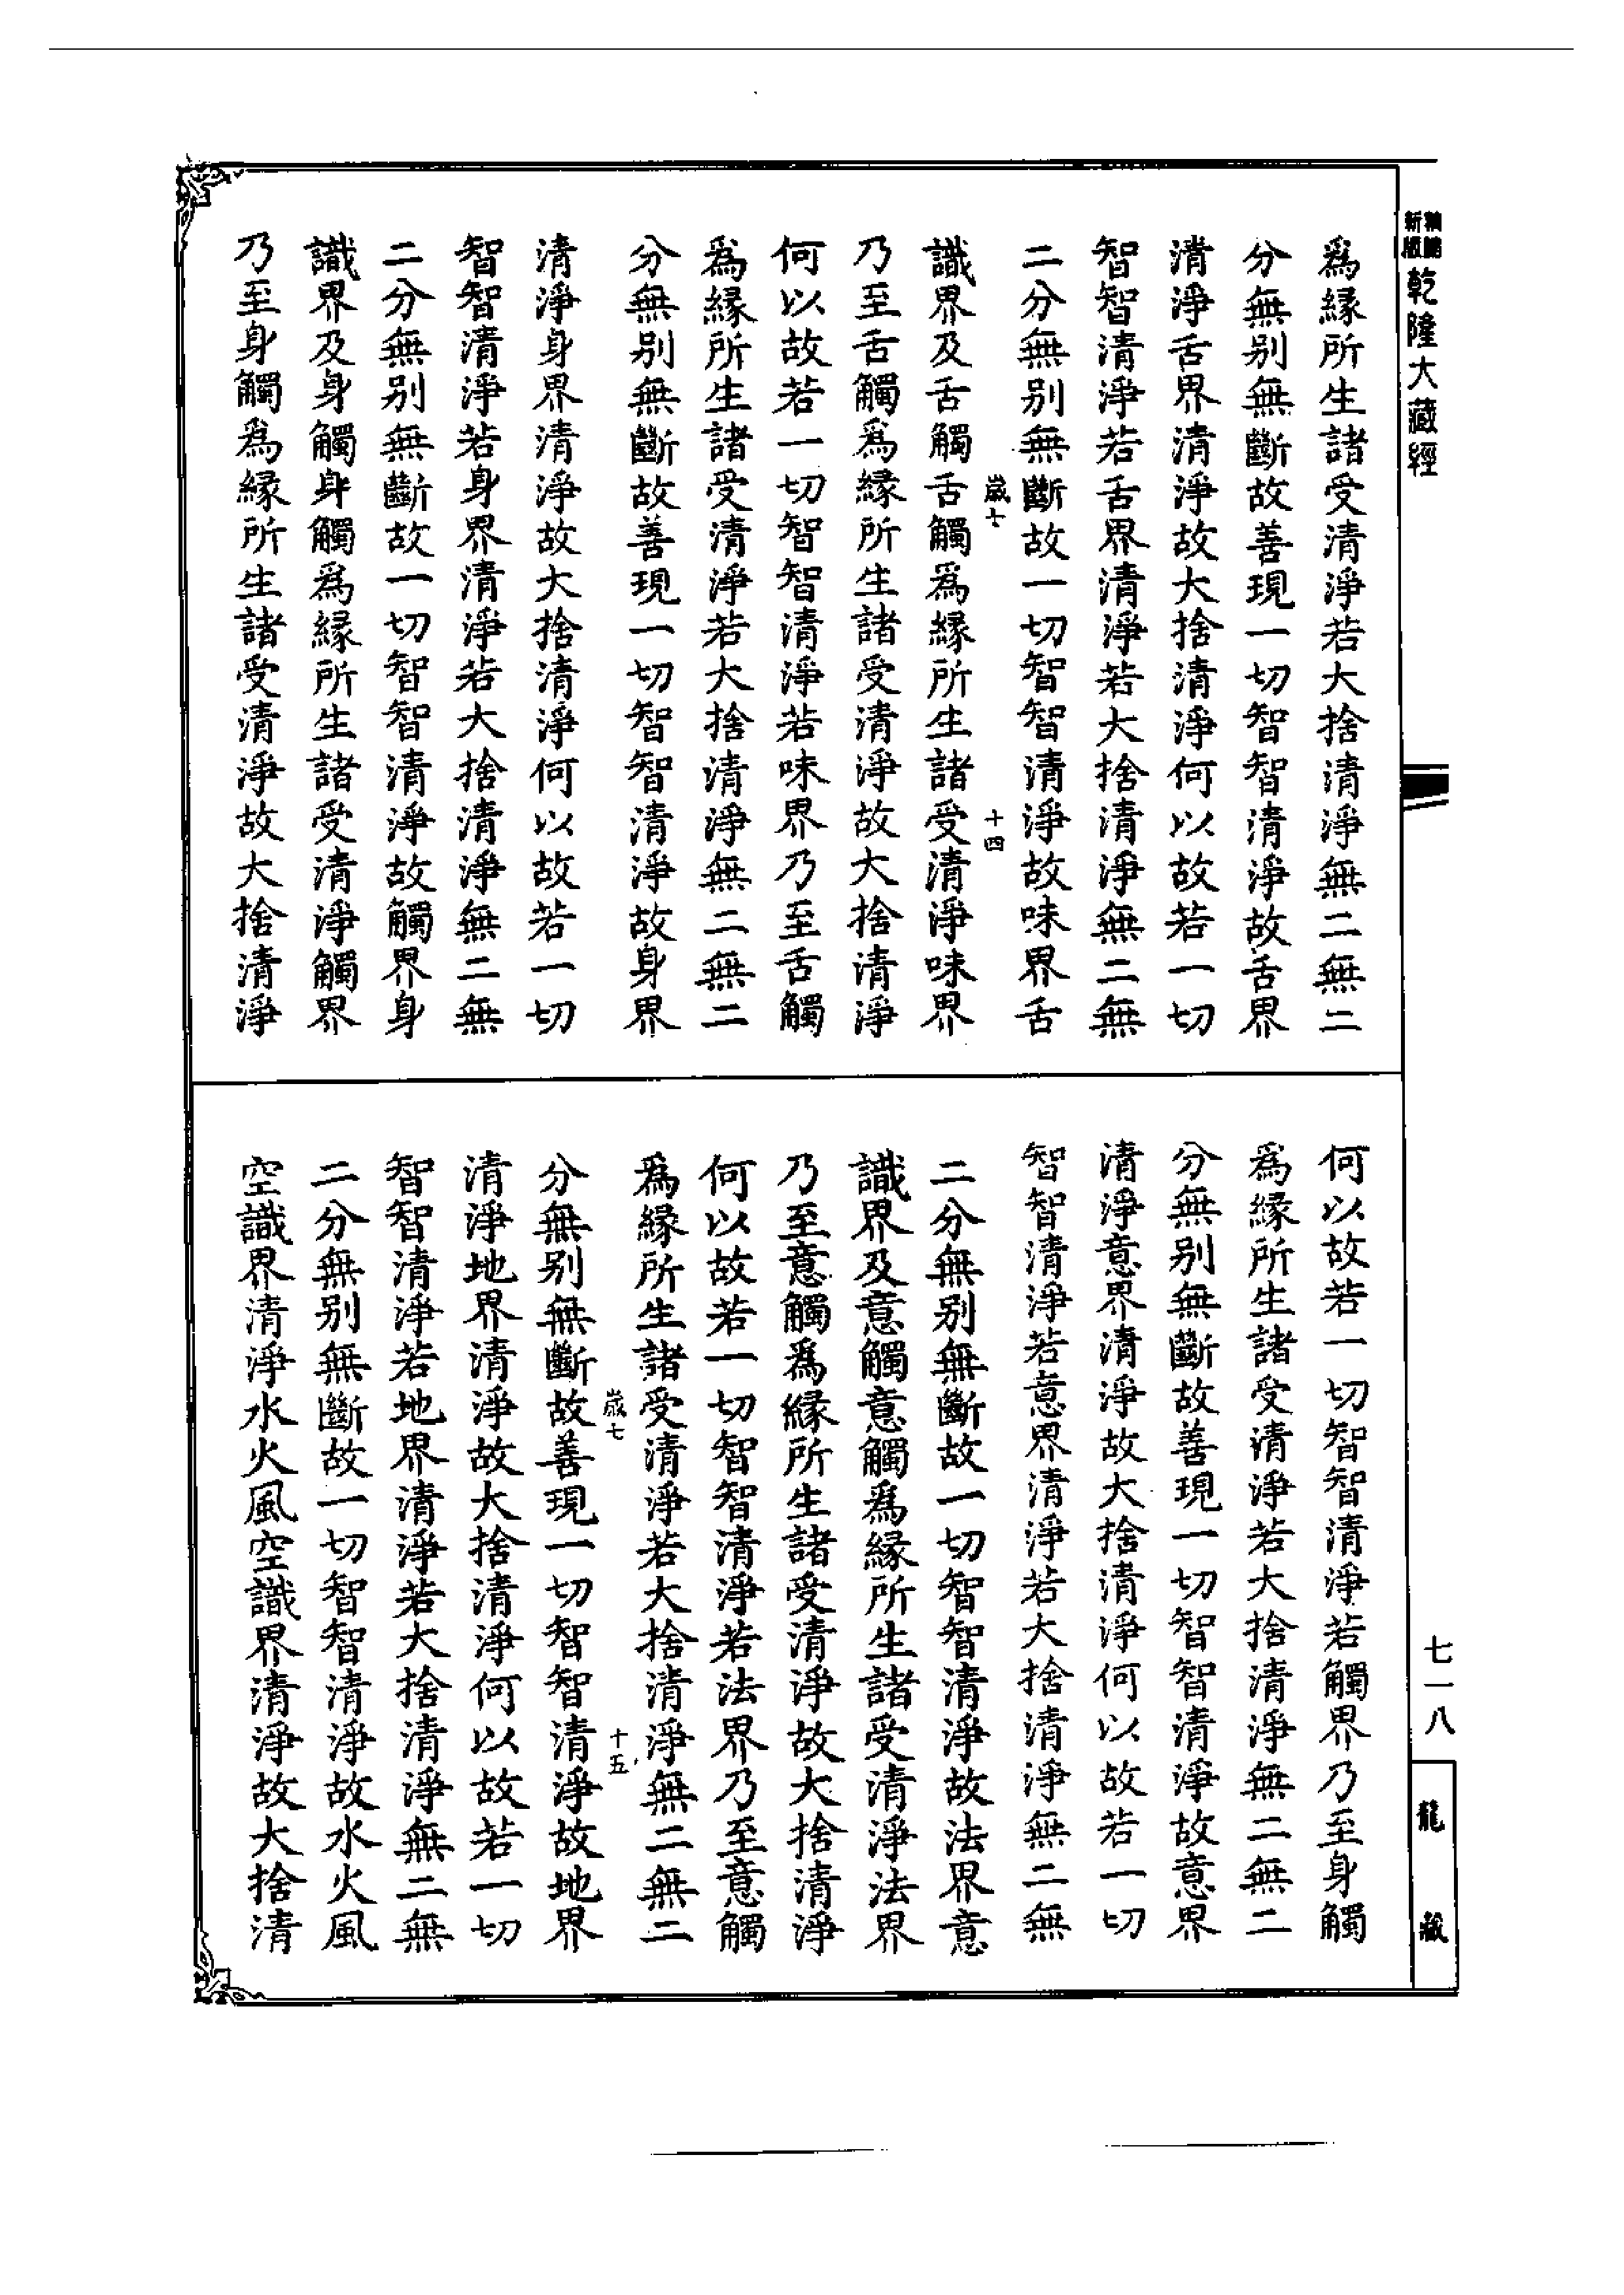 新版
精鐫
乾隆大藏經
為緣所生諸受清淨若大捨清淨無二無二
分無別無斷故善現一切智智清淨故舌界
清淨舌界清淨故大捨清淨何以故若一切
智智清淨若舌界清淨若大捨清淨無二無
二分無別無斷故一切智智清淨故味界舌
嵗七
十四
識界及舌觸舌觸為緣所生諸受清淨味界
乃至舌觸為緣所生諸受清淨故大捨清淨
何以故若一切智智清淨若味界乃至舌觸
為緣所生諸受清淨若大捨清淨無二無二
分無別無斷故善現一切智智清淨故身界
清淨身界清淨故大捨清淨何以故若一切
智智清淨若身界清淨若大捨清淨無二無
二分無別無斷故一切智智清淨故觸界身
識界及身觸身觸為緣所生諸受清淨觸界
乃至身觸為緣所生諸受清淨故大捨清淨
何以故若一切智智清淨若觸界乃至身觸
為緣所生諸受清淨若大捨清淨無二無二
分無別無斷故善現一切智智清淨故意界
清淨意界清淨故大捨清淨何以故若一切
智智清淨若意界清淨若大捨清淨無二無
二分無別無斷故一切智智清淨故法界意
識界及意觸意觸為緣所生諸受清淨法界
乃至意觸為緣所生諸受清淨故大捨清淨
何以故若一切智智清淨若法界乃至意觸
為緣所生諸受清淨若大捨清淨無二無二
嵗七
十五
分無別無斷故善現一切智智清淨故地界
清淨地界清淨故大捨清淨何以故若一切
智智清淨若地界清淨若大捨清淨無二無
二分無別無斷故一切智智清淨故水火風
空識界清淨水火風空識界清淨故大捨清
七一八
龍藏